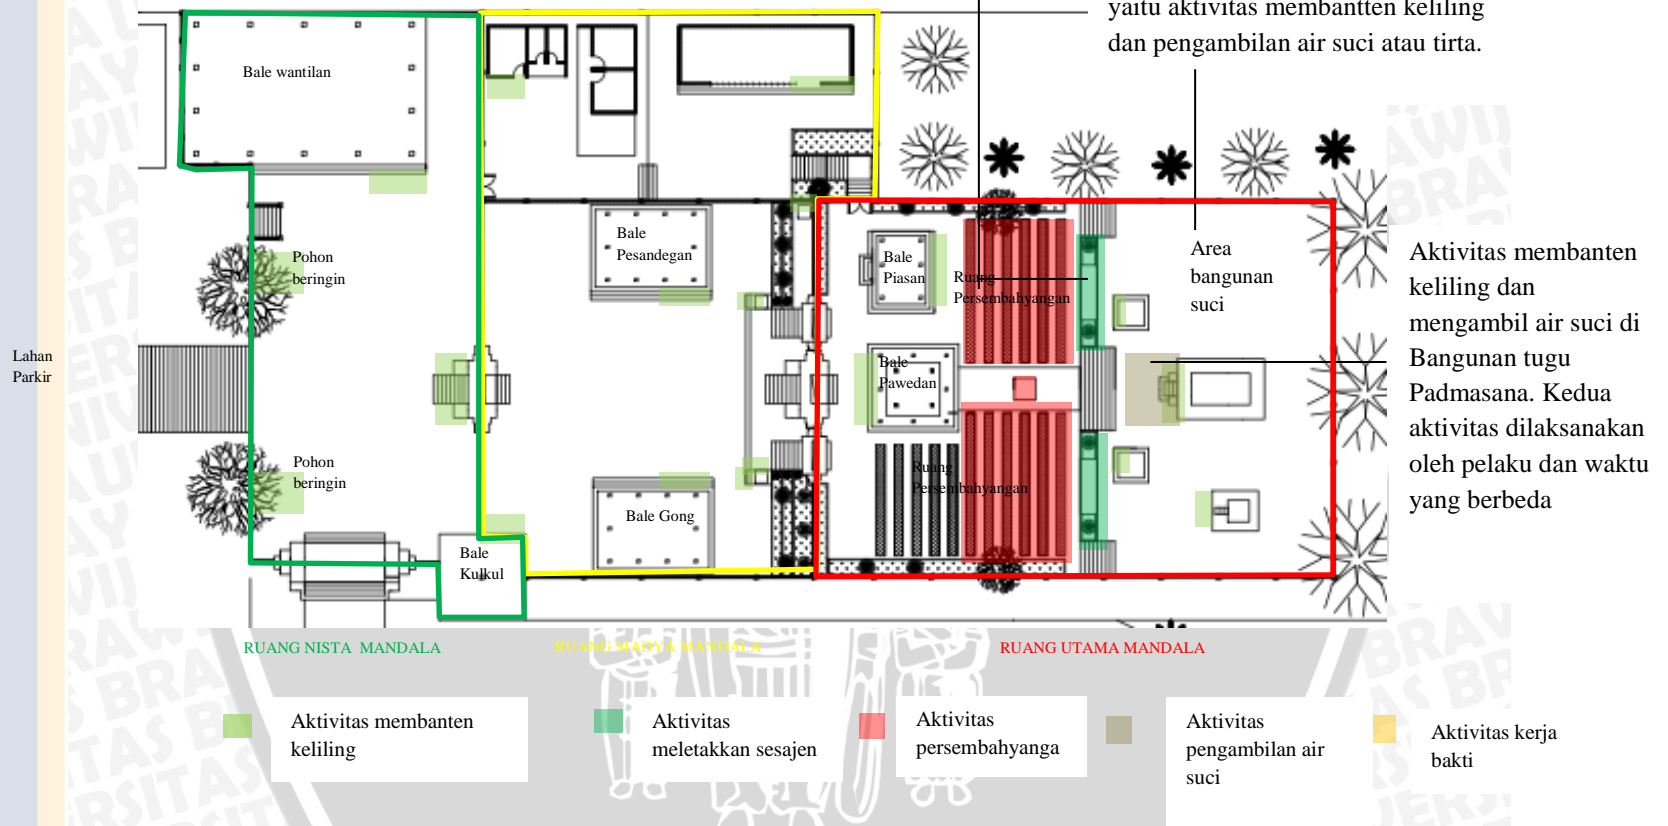 yaitu aktivitas membantten keliling
dan pengambilan air suci atau tirta.
Bale wantilan
Pohon
beringin
Bale
Pesandegan
Bale
Piasan
Ruang
Persembahyangan
Area
bangunan
suci
Aktivitas membanten
keliling dan
mengambil air suci di
Bangunan tugu
Padmasana. Kedua
aktivitas dilaksanakan
oleh pelaku dan waktu
yang berbeda
Lahan
Parkir
Bale
Pawedan
Pohon
beringin
Ruang
Persembahyangan
Bale Gong
Bale
Kulkul
RUANG NISTA MANDALA
RUANG MADYA MANDALA
RUANG UTAMA MANDALA
Aktivitas membanten
keliling
Aktivitas
meletakkan sesajen
Aktivitas
persembahyanga
Aktivitas
pengambilan air
suci
Aktivitas kerja
bakti